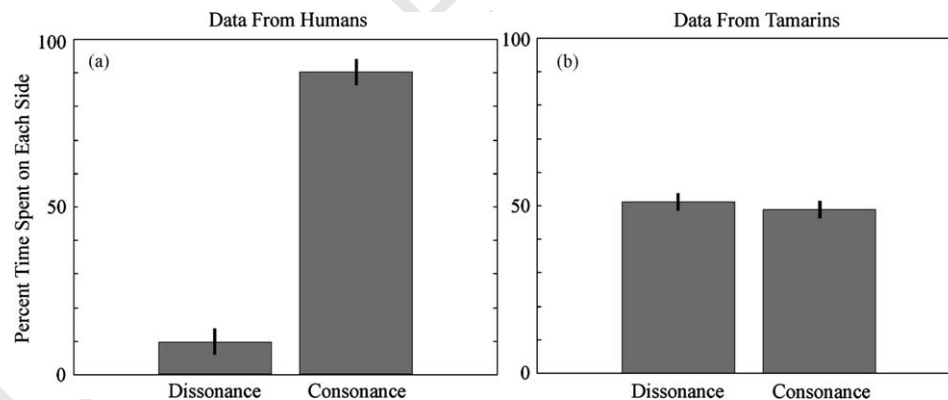 Data From Humans
Data From Tamarins
Percent Time Spent on Each Side
100
(a)
50
0
Dissonance
Consonance
100
(b)
50
0
Dissonance
Consonance